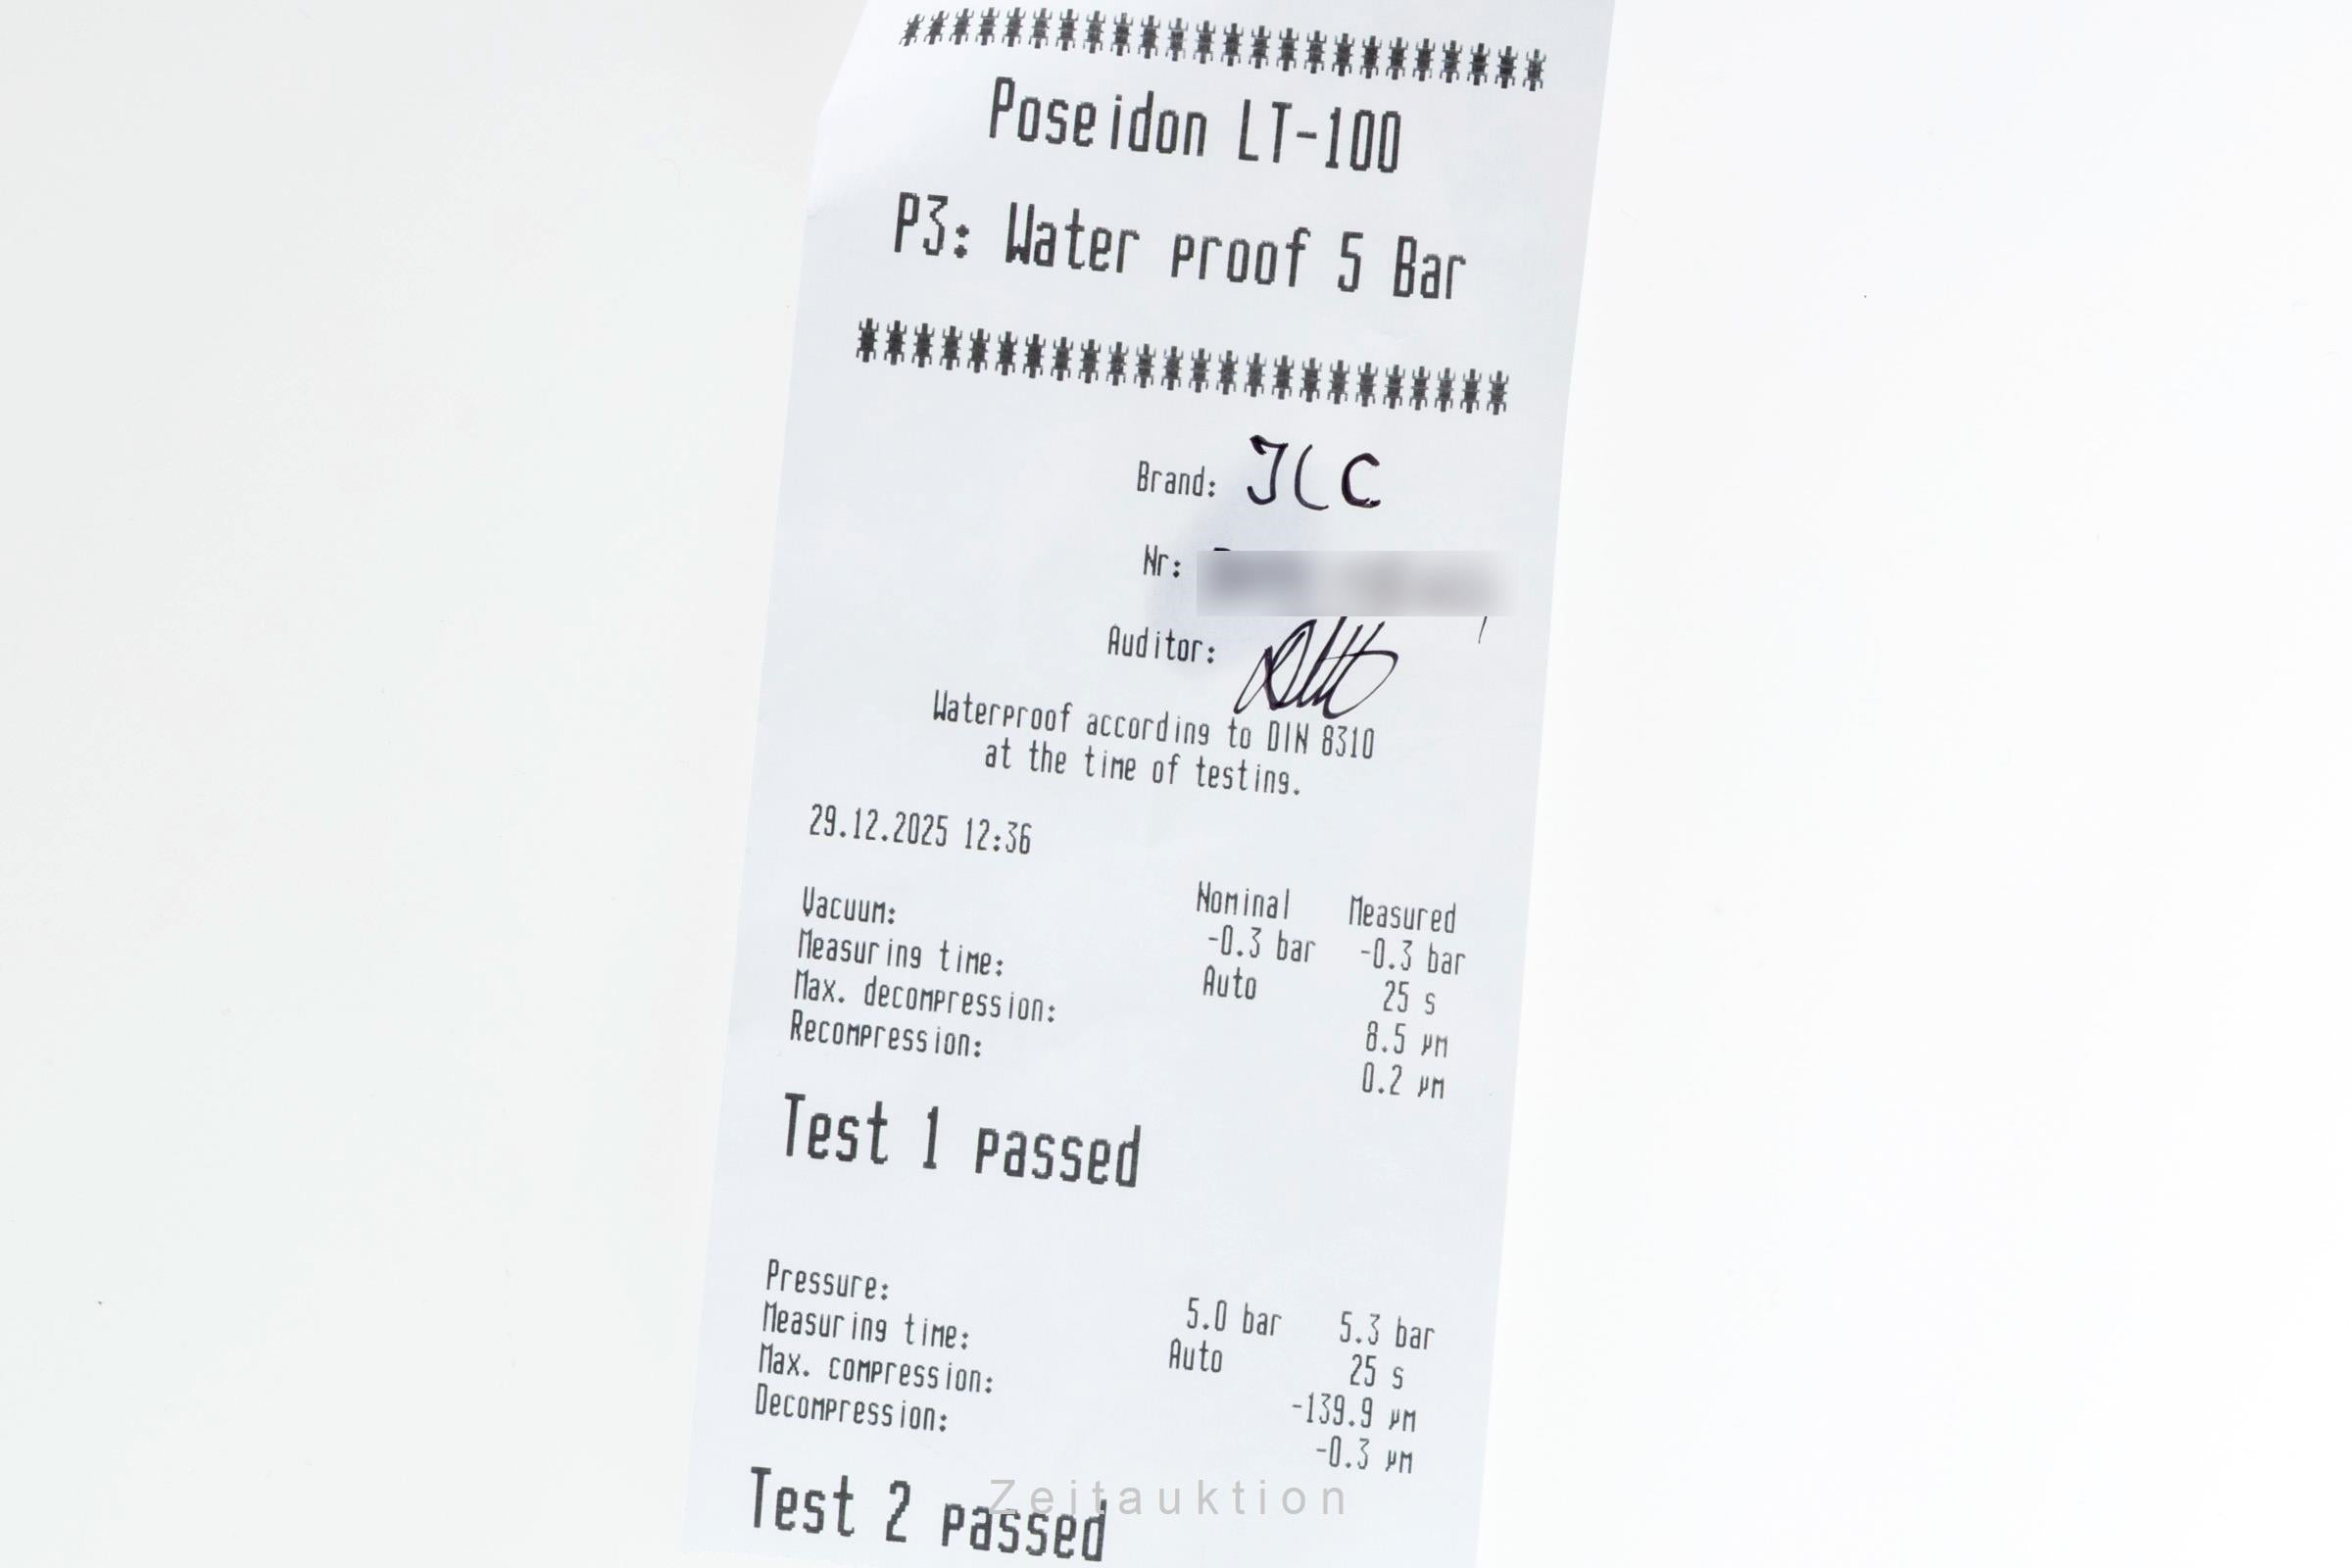 Poseidon LT-100
P3: Water proof 5 Bar
Brand: JLC
Nr:
Auditor:
Waterproof according to DIN 8310
at the time of testing.
29.12.2025 12:36
Nominal Measured
Vacuum: -0.3 bar -0.3 bar
Measuring time: Auto 25 s
Max. decompression: 8.5 µm
Recompression: 0.2 µm
Test 1 passed
Pressure: 5.0 bar 5.3 bar
Measuring time: Auto 25 s
Max. compression: -139.9 µm
Decompression: -0.3 µm
Test 2 passed
Zeitauktion